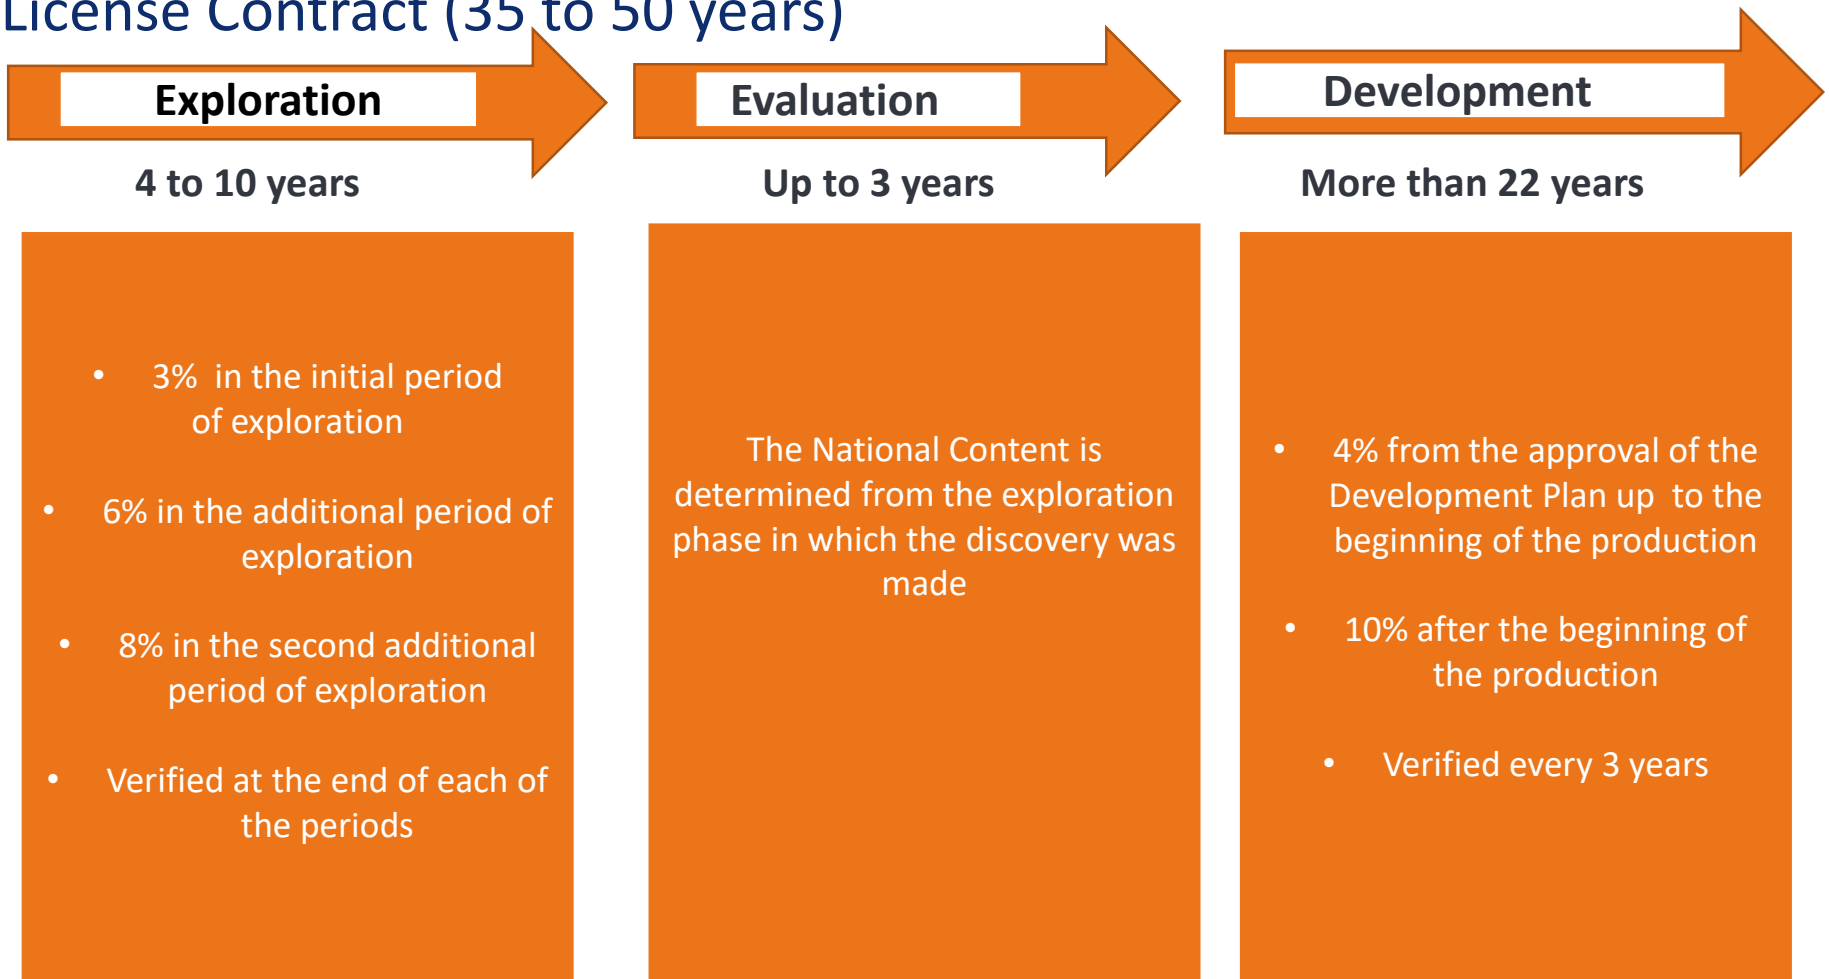 License Contract (35 to 50 years)
Exploration
4 to 10 years
• 3%  in the initial period
of exploration
• 6% in the additional period of
exploration
• 8% in the second additional
period of exploration
• Verified at the end of each of
the periods
Evaluation
Up to 3 years
The National Content is
determined from the exploration
phase in which the discovery was
made
Development
More than 22 years
• 4% from the approval of the
Development Plan up  to the
beginning of the production
• 10% after the beginning of
the production
• Verified every 3 years